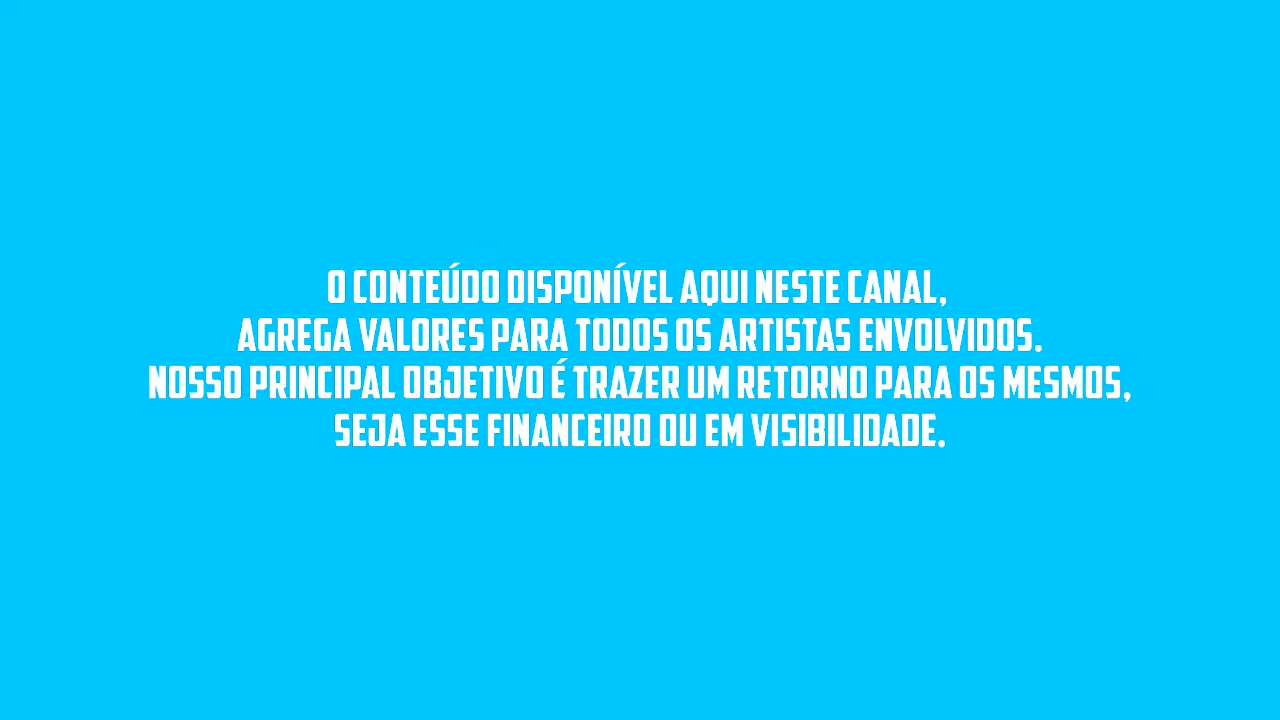 O CONTEÚDO DISPONÍVEL AQUI NESTE CANAL,
AGREGA VALORES PARA TODOS OS ARTISTAS ENVOLVIDOS.
NOSSO PRINCIPAL OBJETIVO É TRAZER UM RETORNO PARA OS MESMOS,
SEJA ESSE FINANCEIRO OU EM VISIBILIDADE.